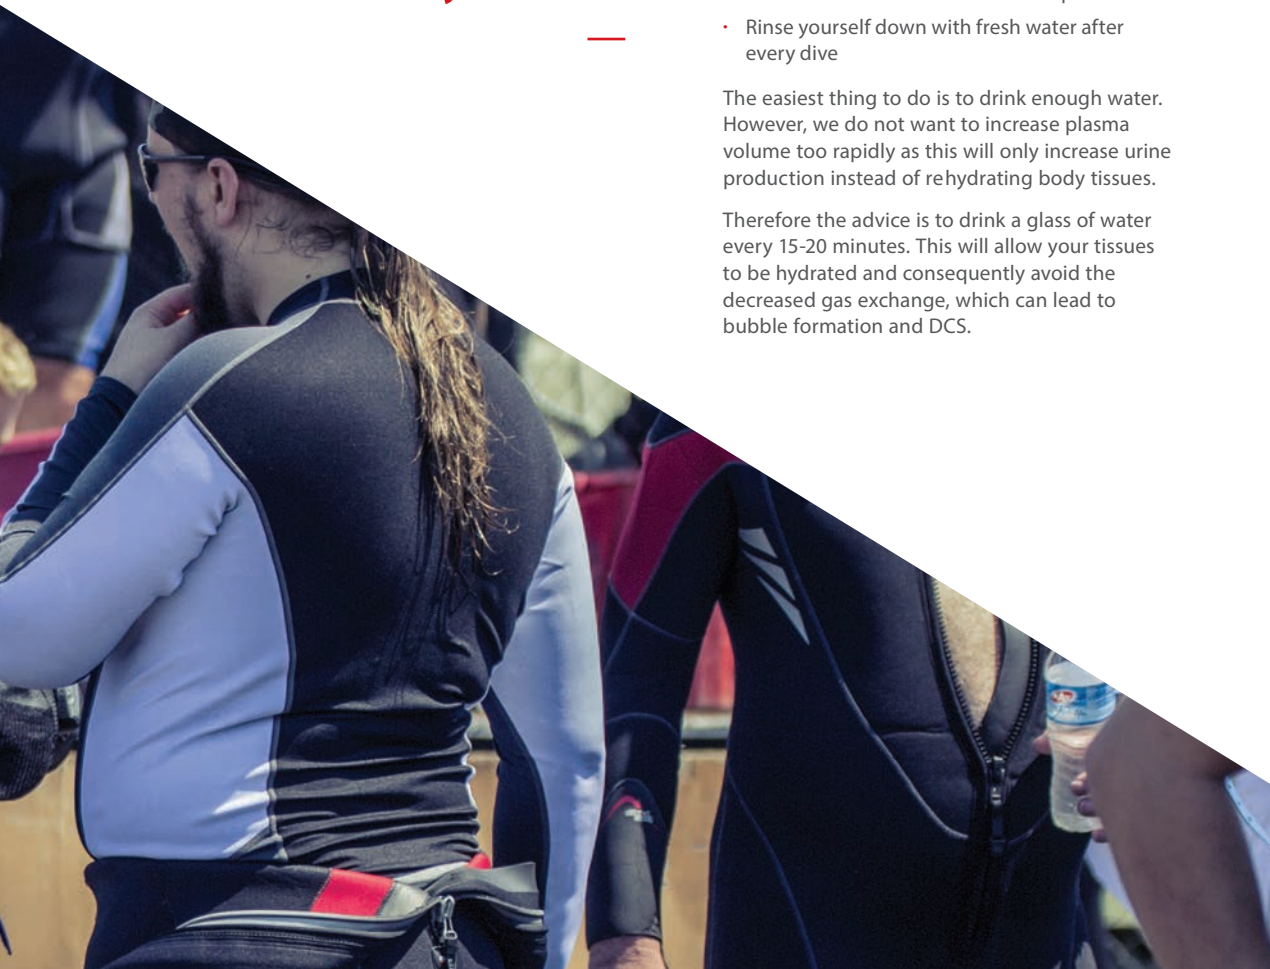 • Rinse yourself down with fresh water after
every dive
The easiest thing to do is to drink enough water.
However, we do not want to increase plasma
volume too rapidly as this will only increase urine
production instead of rehydrating body tissues.
Therefore the advice is to drink a glass of water
every 15-20 minutes. This will allow your tissues
to be hydrated and consequently avoid the
decreased gas exchange, which can lead to
bubble formation and DCS.